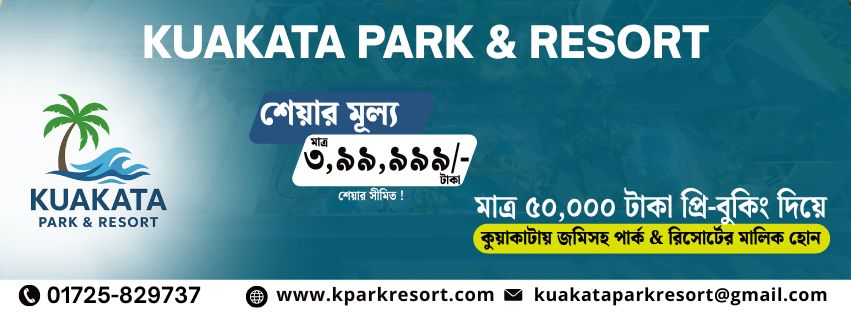 KUAKATA PARK & RESORT
শেয়ার মূল্য
মাত্র
৩,৯৯,৯৯৯/-
টাকা
শেয়ার সীমিত !
KUAKATA
PARK & RESORT
মাত্র ৫০,০০০ টাকা প্রি-বুকিং দিয়ে
কুয়াকাটায় জমিসহ পার্ক & রিসোর্টের মালিক হোন
01725-829737 www.kparkresort.com kuakataparkresort@gmail.com